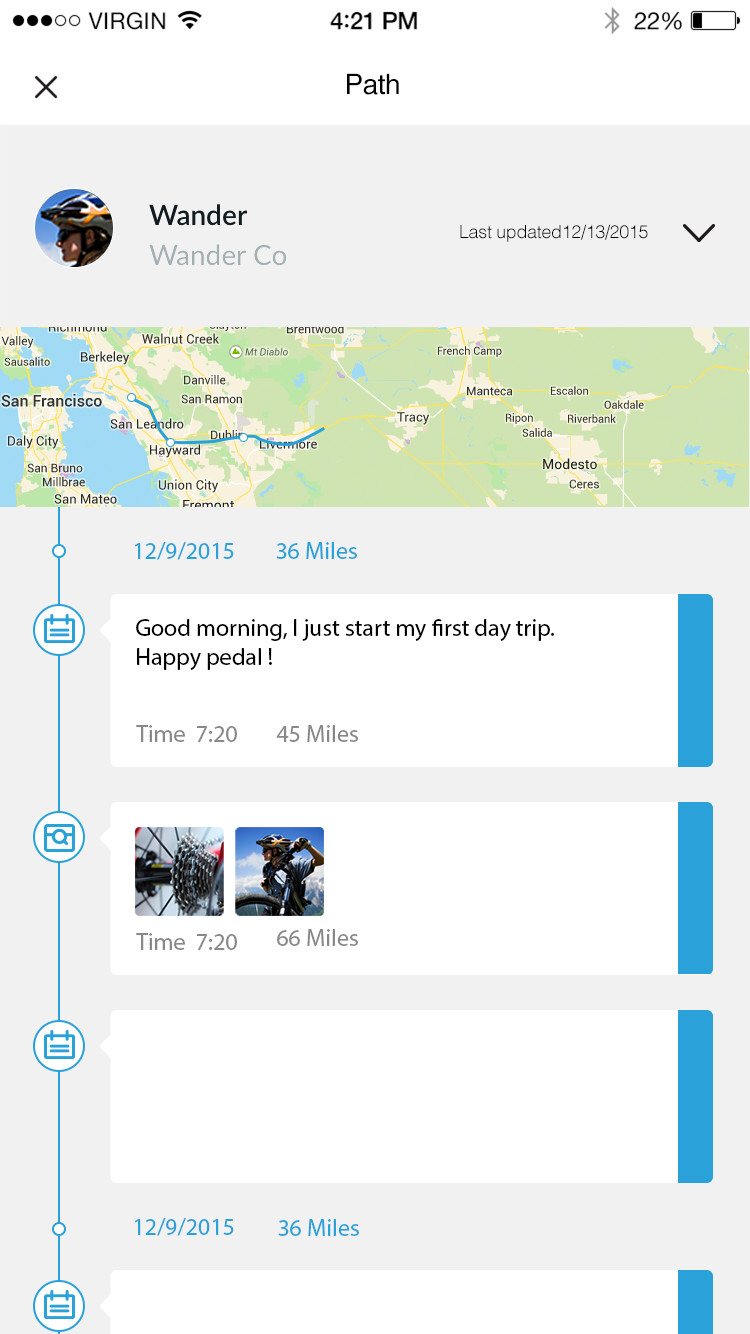 VIRGIN 4:21 PM 22%
Path
Wander
Wander Co
Last updated12/13/2015
Richmond
Clayton
Brentwood
Valley
Walnut Creek
Mt Diablo
French Camp
Sausalito
Berkeley
Danville
Manteca
Escalon
San Francisco
San Ramon
Oakdale
San Leandro
Tracy
Ripon
Riverbank
Daly City
Dublin
Salida
Hayward
Livermore
San Bruno
Modesto
Millbrae
Union City
Ceres
San Mateo
Fremont
12/9/2015 36 Miles
Good morning, I just start my first day trip.
Happy pedal !
Time 7:20 45 Miles
Time 7:20 66 Miles
12/9/2015 36 Miles